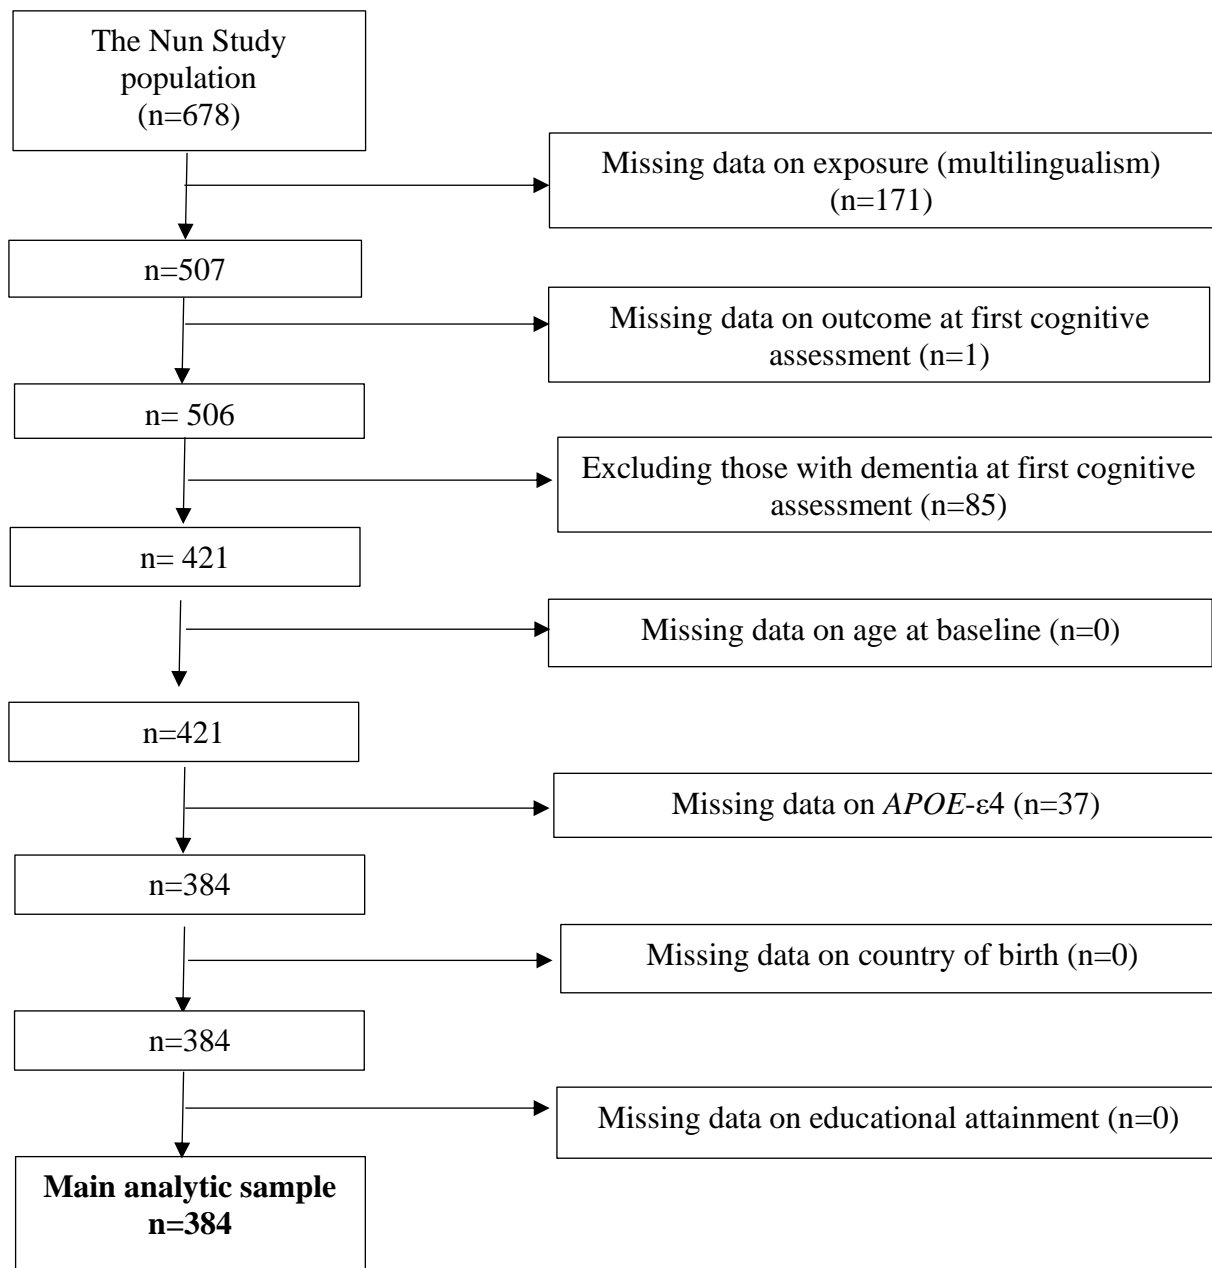 The Nun Study
population
(n=678)
Missing data on exposure (multilingualism)
(n=171)
n=507
Missing data on outcome at first cognitive
assessment (n=1)
n= 506
Excluding those with dementia at first cognitive
assessment (n=85)
n= 421
Missing data on age at baseline (n=0)
n=421
Missing data on APOE-ε4 (n=37)
n=384
Missing data on country of birth (n=0)
n=384
Missing data on educational attainment (n=0)
Main analytic sample
n=384